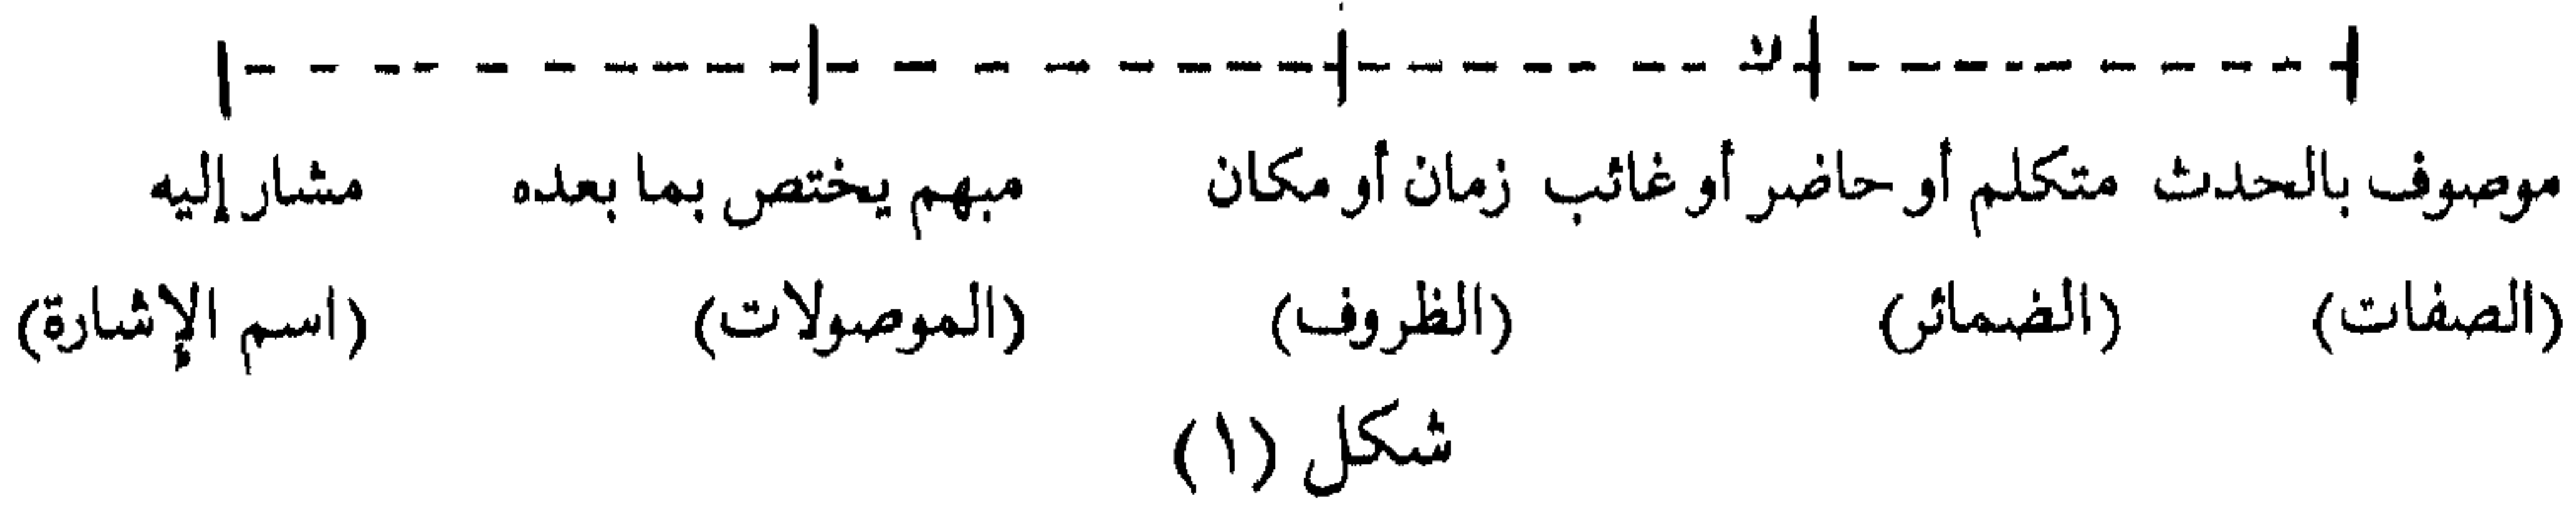 لا
موصوف بالحدث متكلم أو حاضر أو غائب زمان أو مكان مبهم يختص بما بعده مشار إليه
(الصفات) (الضمائر) (الظروف) (الموصولات) (اسم الإشارة)
شكل (١)